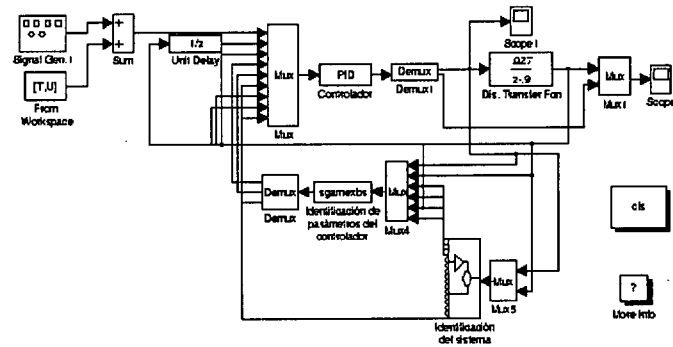 Signal Gen. 1
+
+
Sum
[T,U]
From
Workspace
1/z
Unit Delay
Mux
Mux
PID
Controlador
Demux
Demux1
Scope1
z-.9
Dis. Transfer Fcn
Mux
Mux1
Scope
Demux
Demux
sgamexbs
Identificación de
parámetros del
controlador
Mux
Mux4
Mux
Mux5
Identificación
del sistema
cls
?
More Info